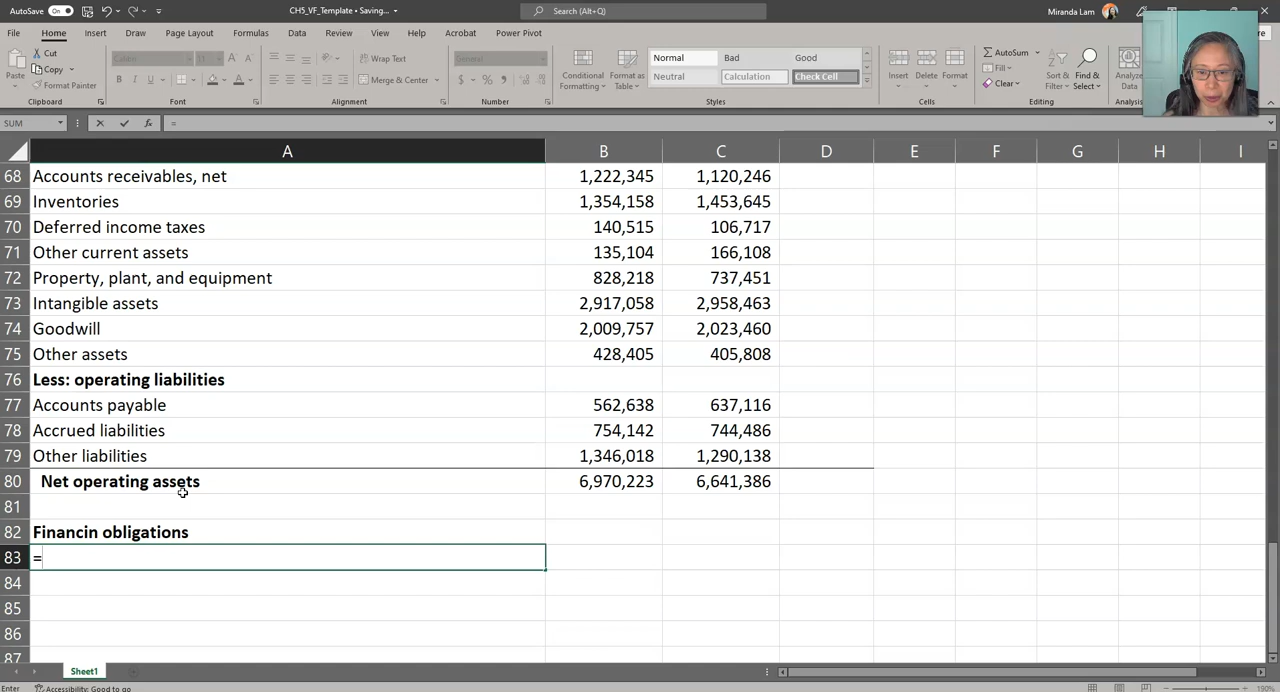 AutoSave On CH5_VF_Template • Saving... Search (Alt+Q) Miranda Lam
File Home Insert Draw Page Layout Formulas Data Review View Help Acrobat Power Pivot
Paste Cut Copy Format Painter Clipboard
Calibri 11 B I U Font
Wrap Text Merge & Center Alignment
General $ % Number
Conditional Formatting Format as Table
Normal Bad Good
Neutral Calculation Check Cell
Styles
Insert Delete Format Cells
AutoSum Fill Clear Sort & Filter Find & Select Editing
Analyze Data Analysis
SUM fx =
A B C D E F G H I
68 Accounts receivables, net 1,222,345 1,120,246
69 Inventories 1,354,158 1,453,645
70 Deferred income taxes 140,515 106,717
71 Other current assets 135,104 166,108
72 Property, plant, and equipment 828,218 737,451
73 Intangible assets 2,917,058 2,958,463
74 Goodwill 2,009,757 2,023,460
75 Other assets 428,405 405,808
76 Less: operating liabilities
77 Accounts payable 562,638 637,116
78 Accrued liabilities 754,142 744,486
79 Other liabilities 1,346,018 1,290,138
80 Net operating assets 6,970,223 6,641,386
81
82 Financin obligations
83 =
84
85
86
87
Sheet1
Enter Accessibility: Good to go 190%